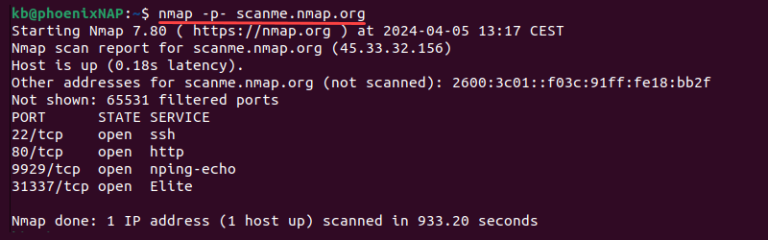 kb@phoenixNAP:~$ nmap -p- scanme.nmap.org
Starting Nmap 7.80 ( https://nmap.org ) at 2024-04-05 13:17 CEST
Nmap scan report for scanme.nmap.org (45.33.32.156)
Host is up (0.18s latency).
Other addresses for scanme.nmap.org (not scanned): 2600:3c01::f03c:91ff:fe18:bb2f
Not shown: 65531 filtered ports
PORT      STATE SERVICE
22/tcp    open  ssh
80/tcp    open  http
9929/tcp  open  nping-echo
31337/tcp open  Elite
Nmap done: 1 IP address (1 host up) scanned in 933.20 seconds